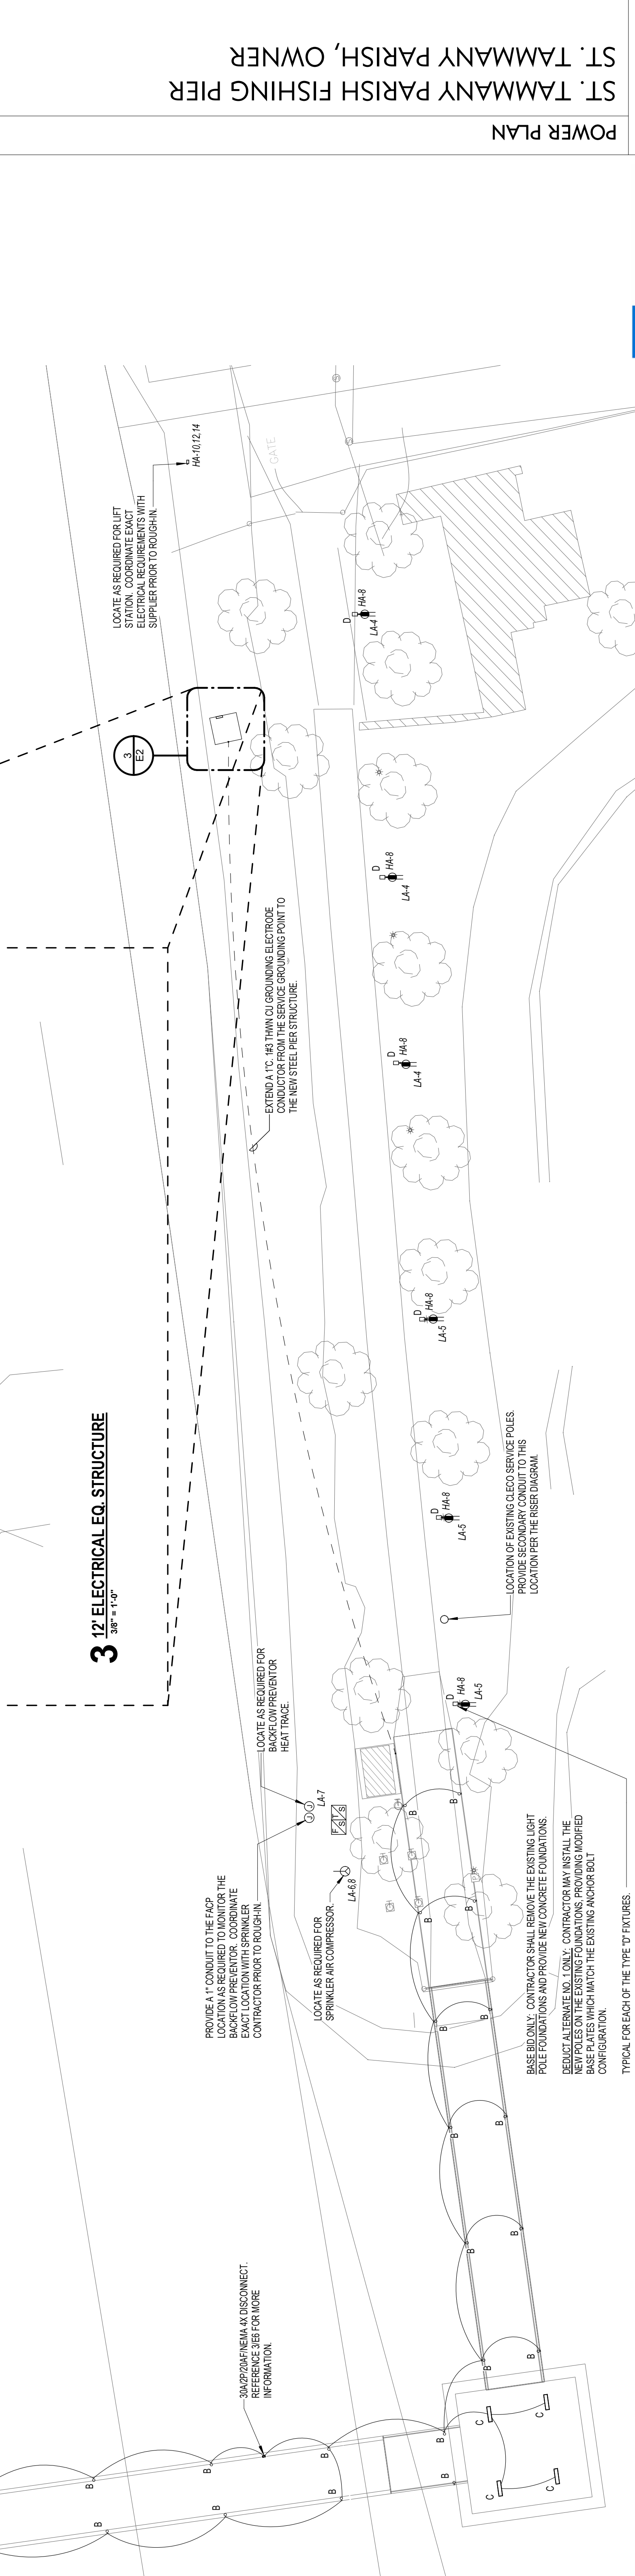 ST. TAMMANY PARISH FISHING PIER
ST. TAMMANY PARISH, OWNER
POWER PLAN
HA-10,12,14
LOCATE AS REQUIRED FOR LIFT
STATION. COORDINATE EXACT
ELECTRICAL REQUIREMENTS WITH
SUPPLIER PRIOR TO ROUGH-IN.
GATE
D
HA-8
LA-4
3
E2
D
HA-8
LA-4
EXTEND A 1"C. 1#3 THWN CU GROUNDING ELECTRODE
CONDUCTOR FROM THE SERVICE GROUNDING POINT TO
THE NEW STEEL PIER STRUCTURE.
D
HA-8
LA-4
D
HA-8
LA-5
3 12' ELECTRICAL EQ. STRUCTURE
3/8" = 1'-0"
D
HA-8
LA-5
LOCATION OF EXISTING CLECO SERVICE POLES.
PROVIDE SECONDARY CONDUIT TO THIS
LOCATION PER THE RISER DIAGRAM.
D
HA-8
LA-5
LOCATE AS REQUIRED FOR
BACKFLOW PREVENTOR
HEAT TRACE.
J
J
LA-7
F
T
S
S
S
LA-6,8
PROVIDE A 1" CONDUIT TO THE FACP
LOCATION AS REQUIRED TO MONITOR THE
BACKFLOW PREVENTOR. COORDINATE
EXACT LOCATION WITH SPRINKLER
CONTRACTOR PRIOR TO ROUGH-IN.
LOCATE AS REQUIRED FOR
SPRINKLER AIR COMPRESSOR.
BASE BID ONLY: CONTRACTOR SHALL REMOVE THE EXISTING LIGHT
POLE FOUNDATIONS AND PROVIDE NEW CONCRETE FOUNDATIONS.
DEDUCT ALTERNATE NO. 1 ONLY: CONTRACTOR MAY INSTALL THE
NEW POLES ON THE EXISTING FOUNDATIONS, PROVIDING MODIFIED
BASE PLATES WHICH MATCH THE EXISTING ANCHOR BOLT
CONFIGURATION.
TYPICAL FOR EACH OF THE TYPE "D" FIXTURES.
B
B
B
B
B
B
B
B
B
B
B
B
30A/2P/20AF/NEMA 4X DISCONNECT.
REFERENCE 3/E6 FOR MORE
INFORMATION.
B
B
B
B
B
B
B
B
C
C
C
C